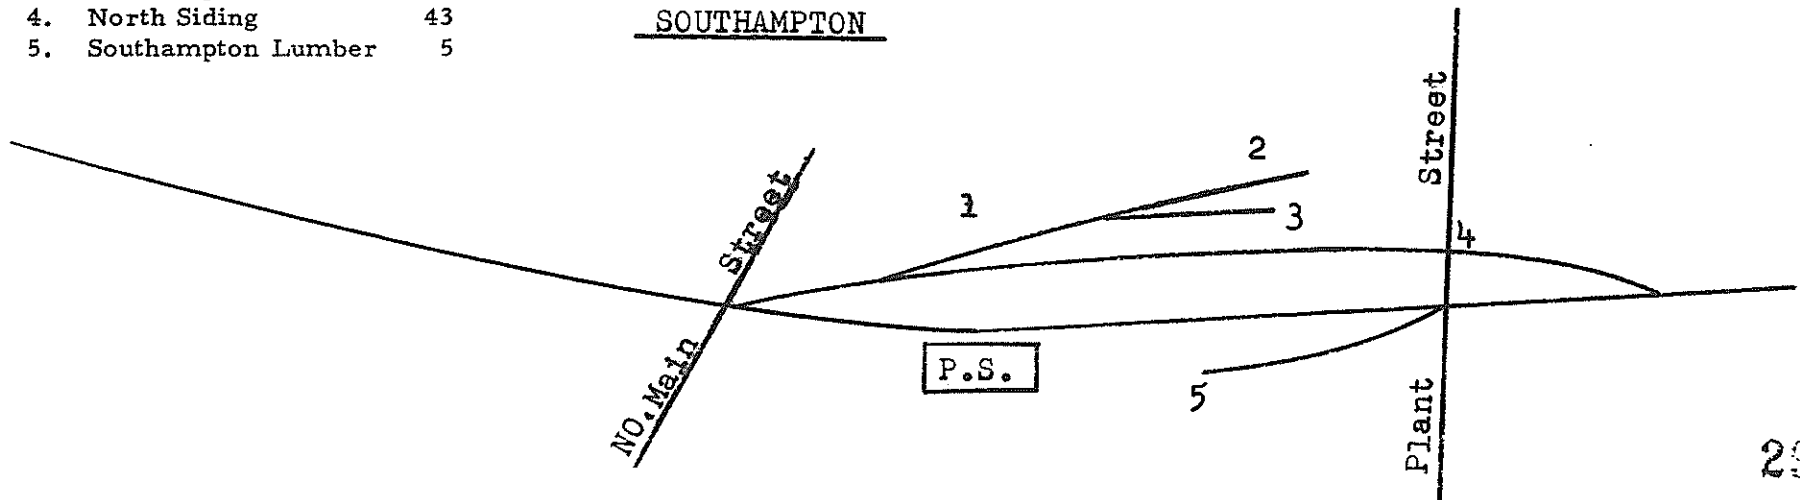 4. North Siding 43
5. Southampton Lumber 5
SOUTHAMPTON
Street
2
1
3
Street
4
P.S.
NO.Main
5
Plant